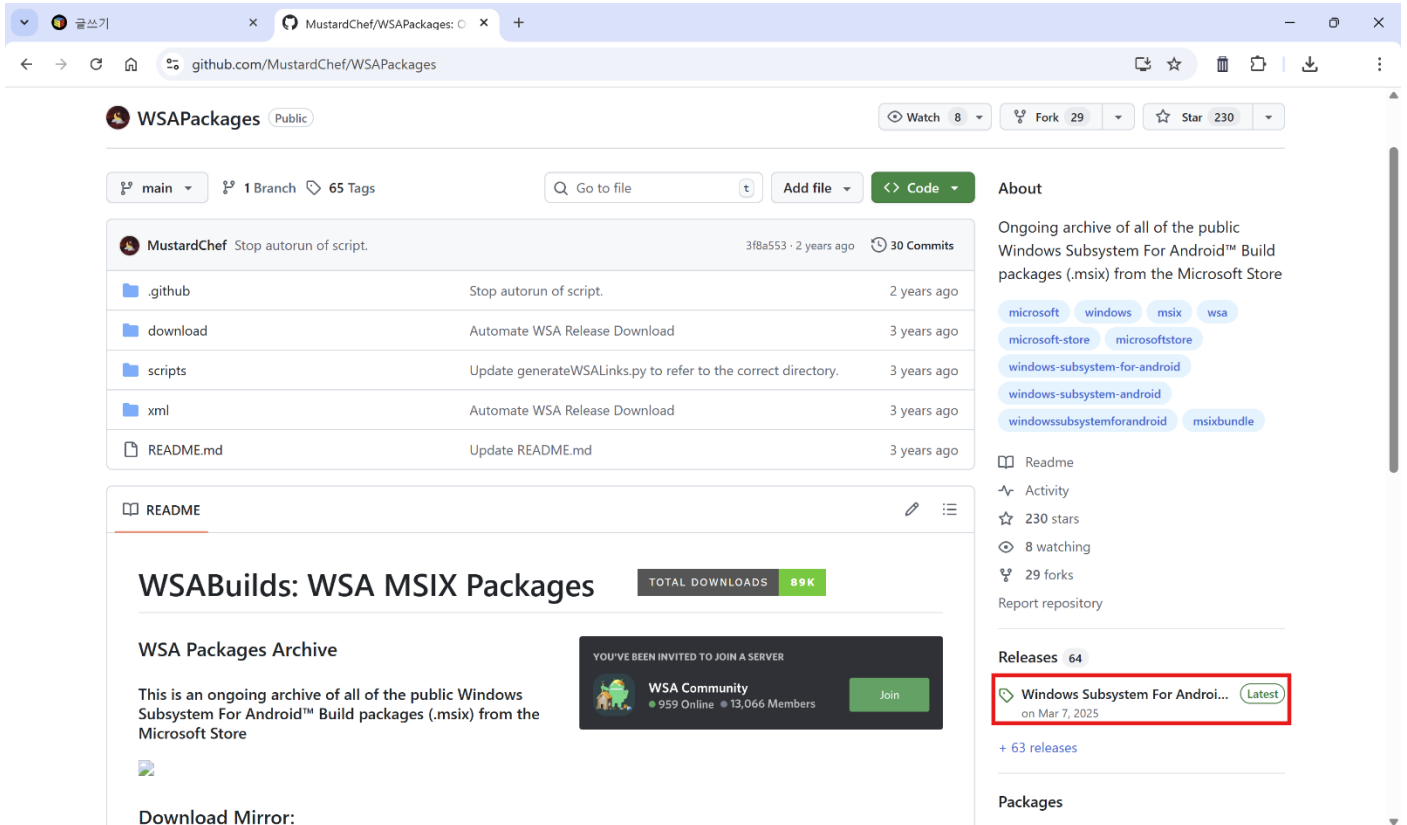 글쓰기
MustardChef/WSAPackages: O
github.com/MustardChef/WSAPackages
WSAPackages Public
Watch 8
Fork 29
Star 230
main
1 Branch
65 Tags
Go to file
t
Add file
Code
MustardChef Stop autorun of script.
3f8a553 · 2 years ago
30 Commits
.github Stop autorun of script. 2 years ago
download Automate WSA Release Download 3 years ago
scripts Update generateWSALinks.py to refer to the correct directory. 3 years ago
xml Automate WSA Release Download 3 years ago
README.md Update README.md 3 years ago
README
WSABuilds: WSA MSIX Packages
TOTAL DOWNLOADS 89K
WSA Packages Archive
This is an ongoing archive of all of the public Windows
Subsystem For Android™ Build packages (.msix) from the
Microsoft Store
YOU'VE BEEN INVITED TO JOIN A SERVER
WSA Community
959 Online 13,066 Members
Join
Download Mirror:
About
Ongoing archive of all of the public
Windows Subsystem For Android™ Build
packages (.msix) from the Microsoft Store
microsoft windows msix wsa
microsoft-store microsoftstore
windows-subsystem-for-android
windows-subsystem-android
windowssubsystemforandroid msixbundle
Readme
Activity
230 stars
8 watching
29 forks
Report repository
Releases 64
Windows Subsystem For Androi... Latest
on Mar 7, 2025
+ 63 releases
Packages